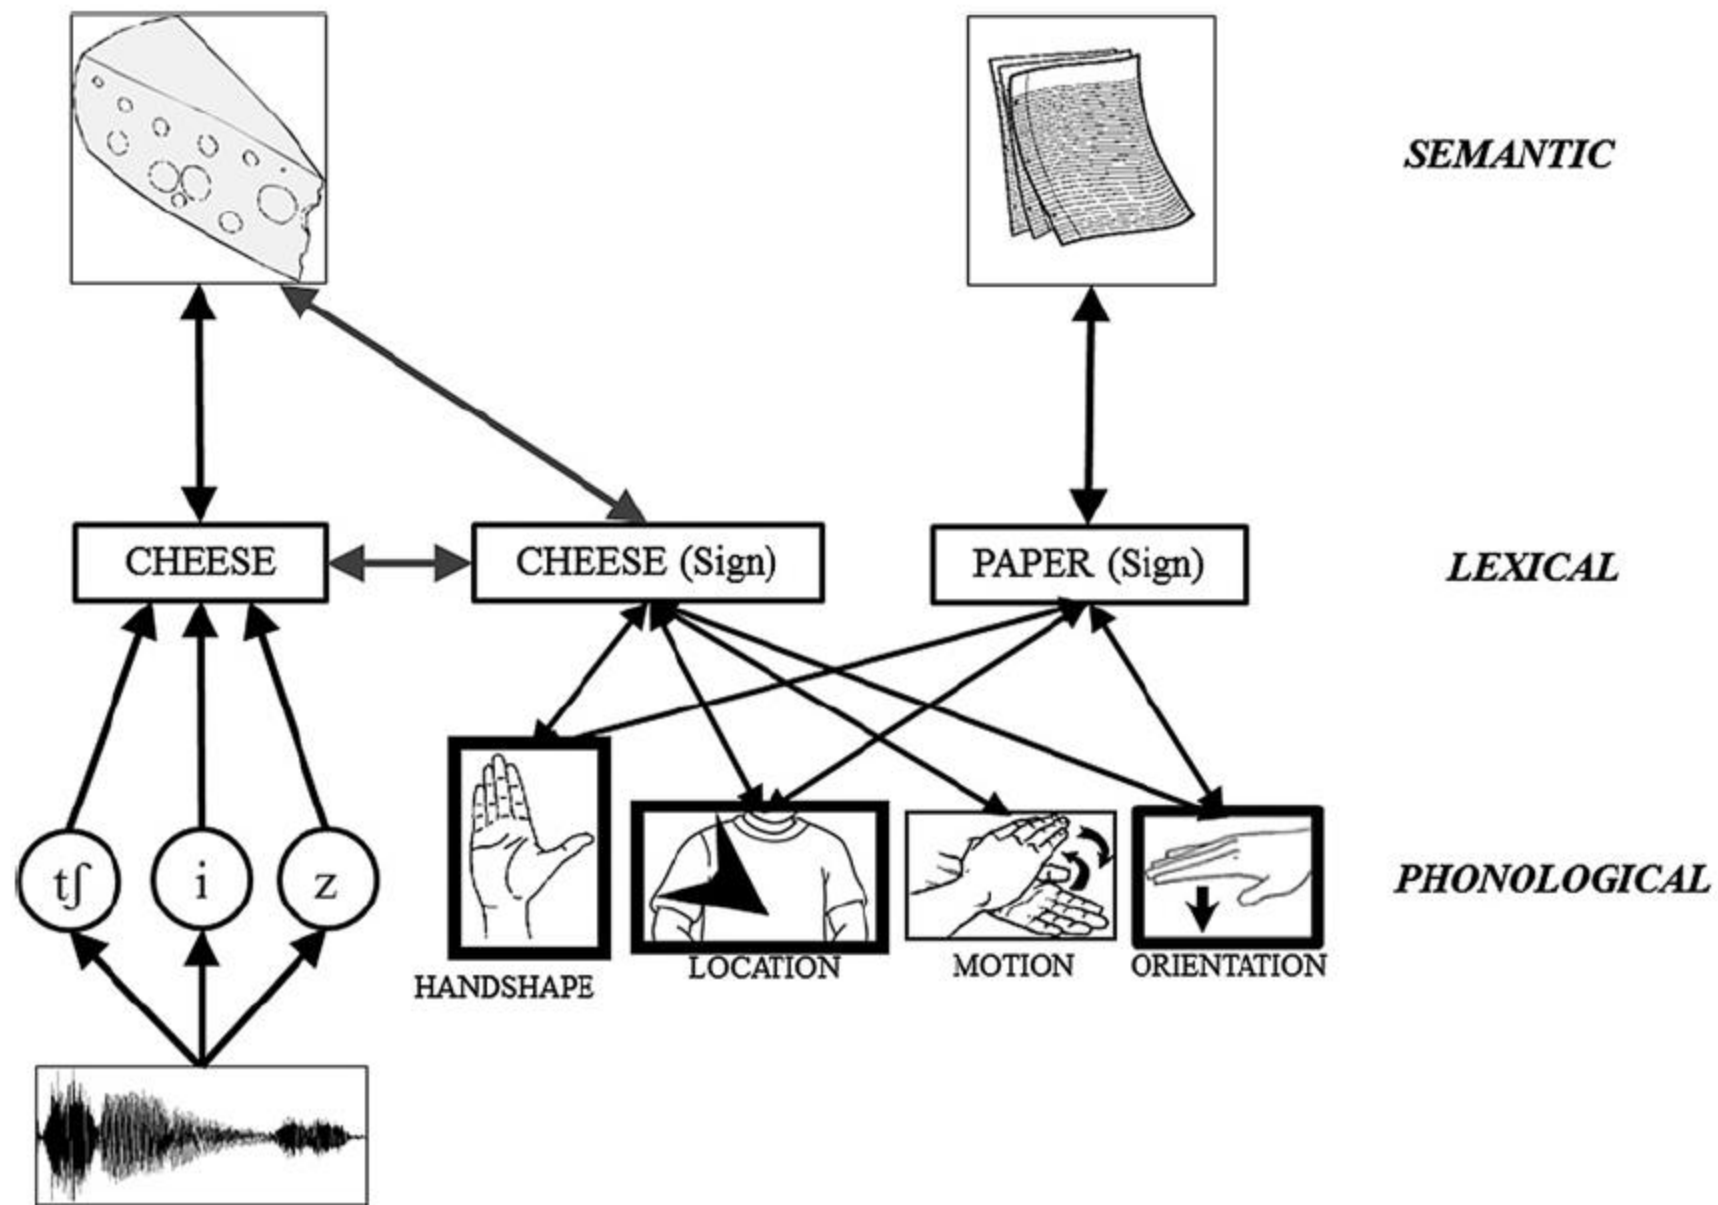 SEMANTIC
CHEESE
CHEESE (Sign)
PAPER (Sign)
LEXICAL
tʃ
i
z
PHONOLOGICAL
HANDSHAPE
LOCATION
MOTION
ORIENTATION